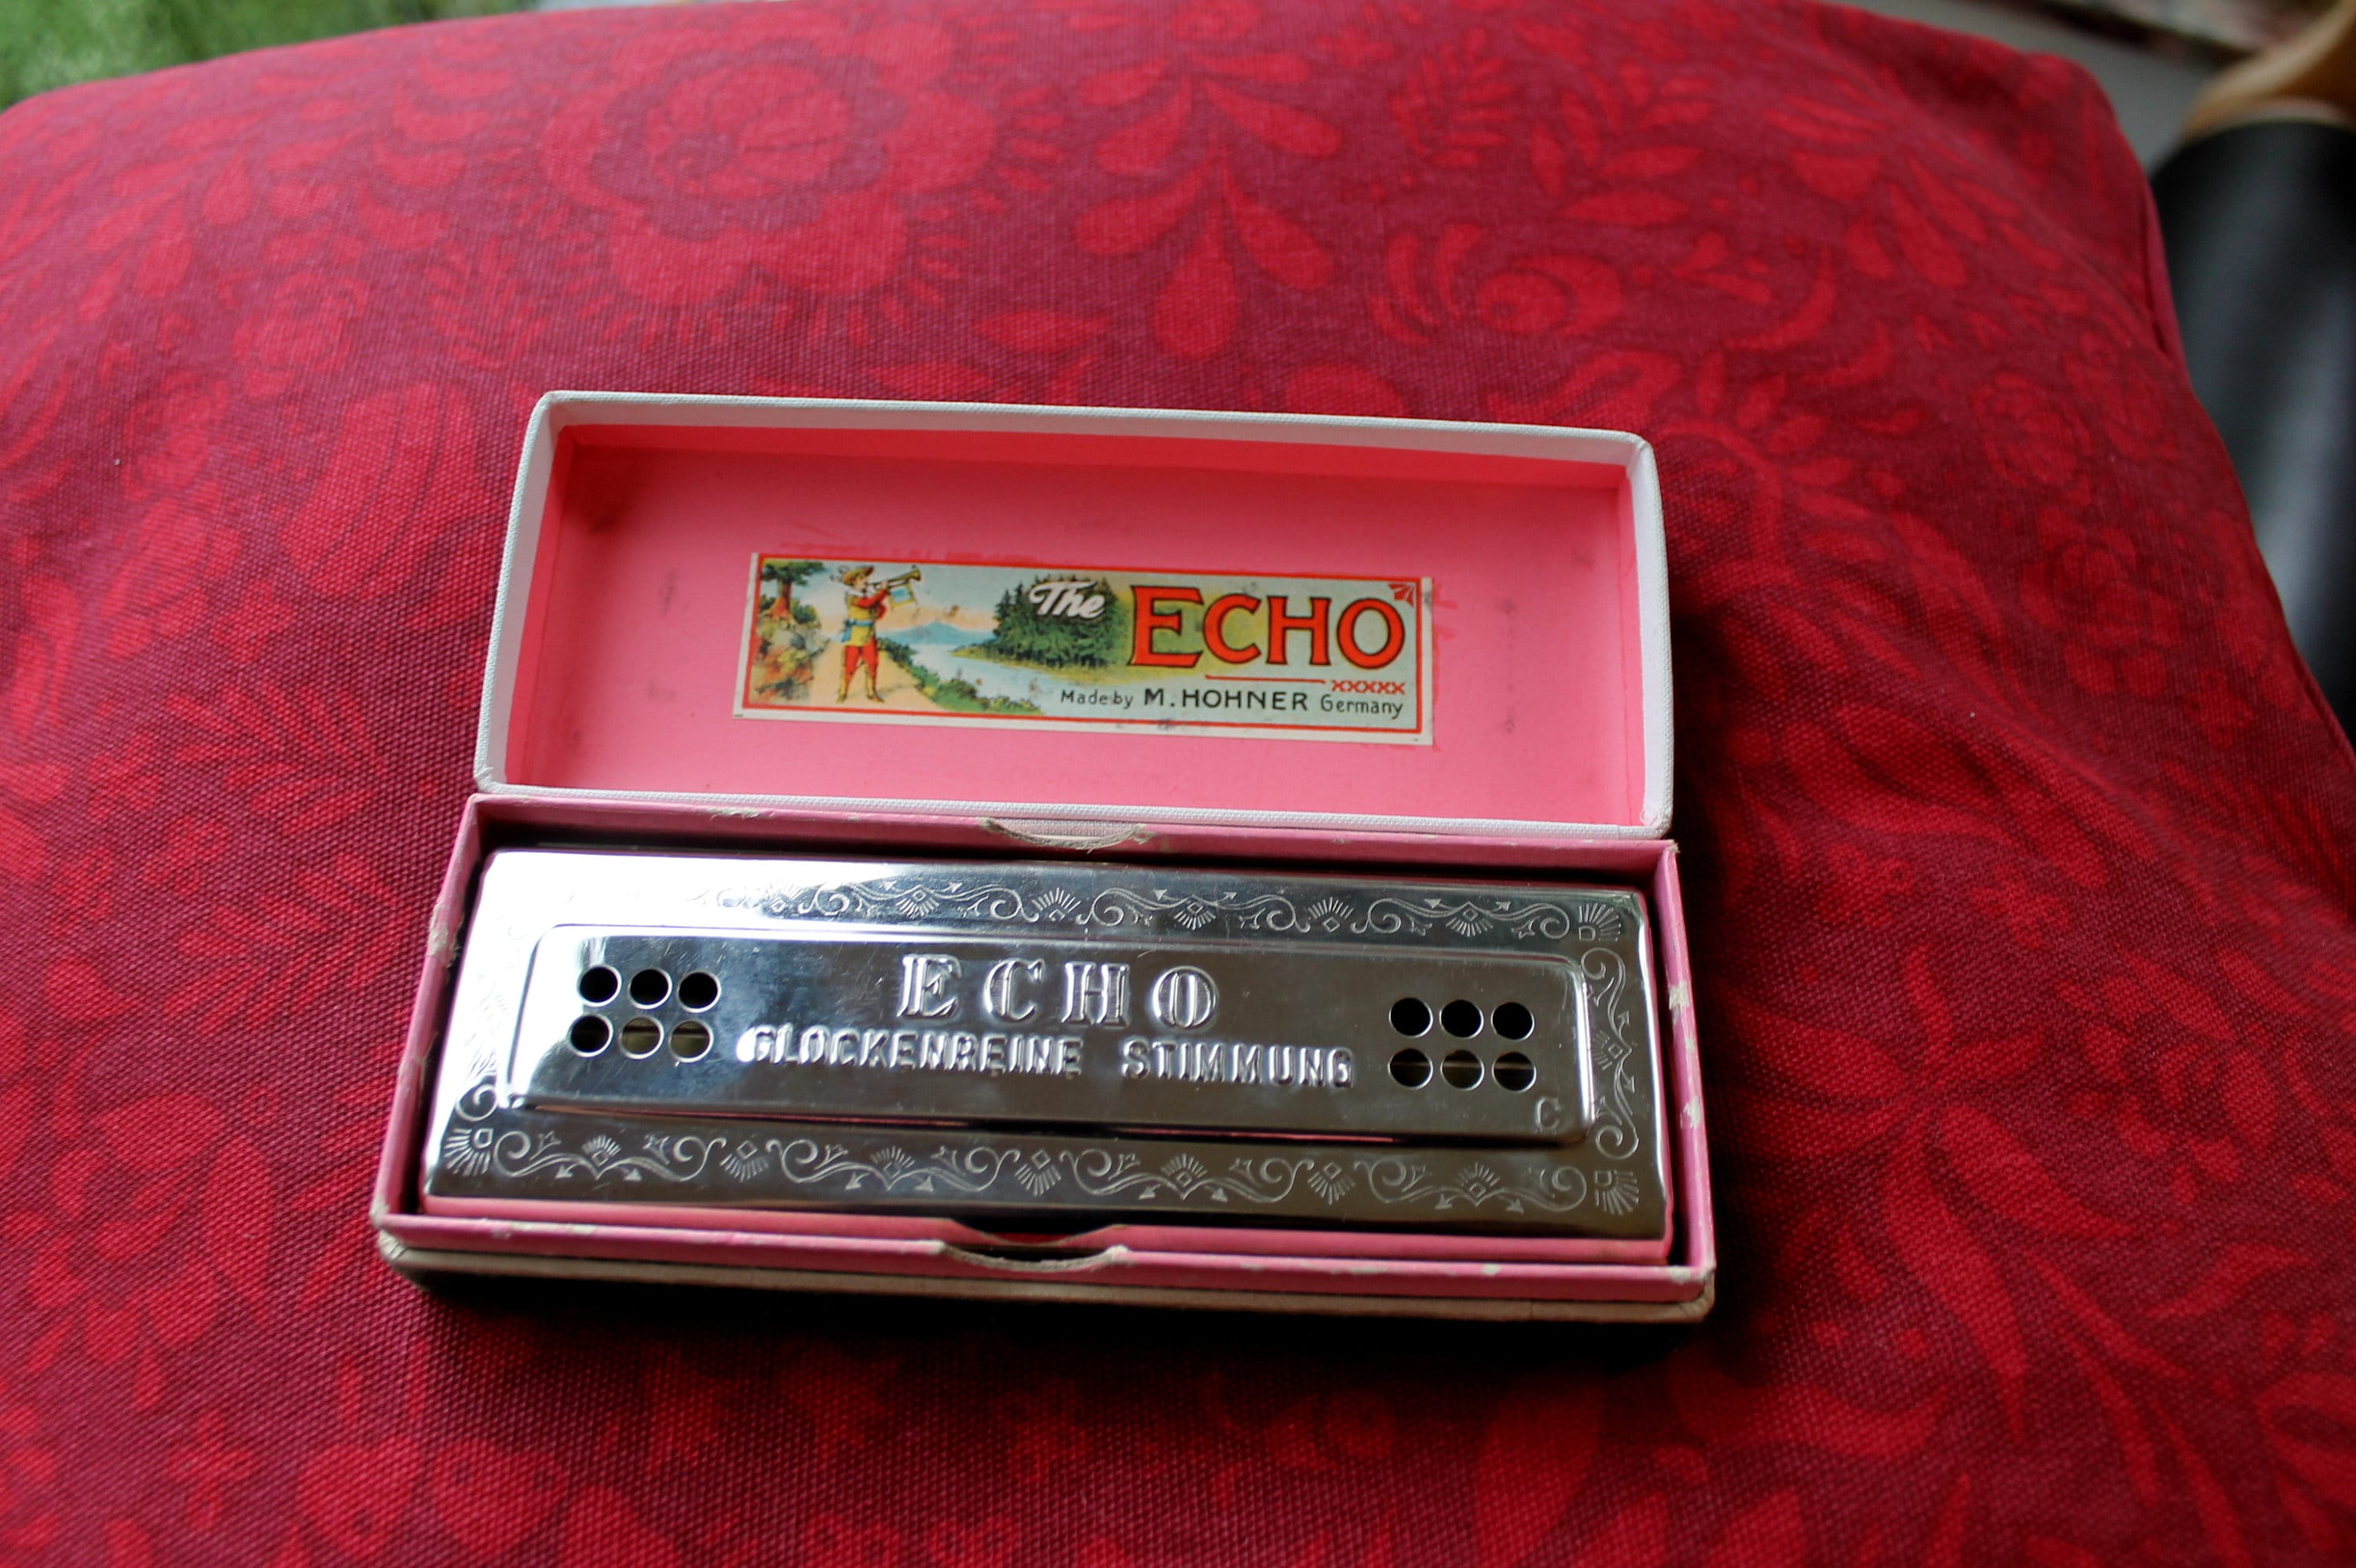 The ECHO
xxxxx
Made by M. HOHNER Germany
ECHO
GLOCKENREINE STIMMUNG
C